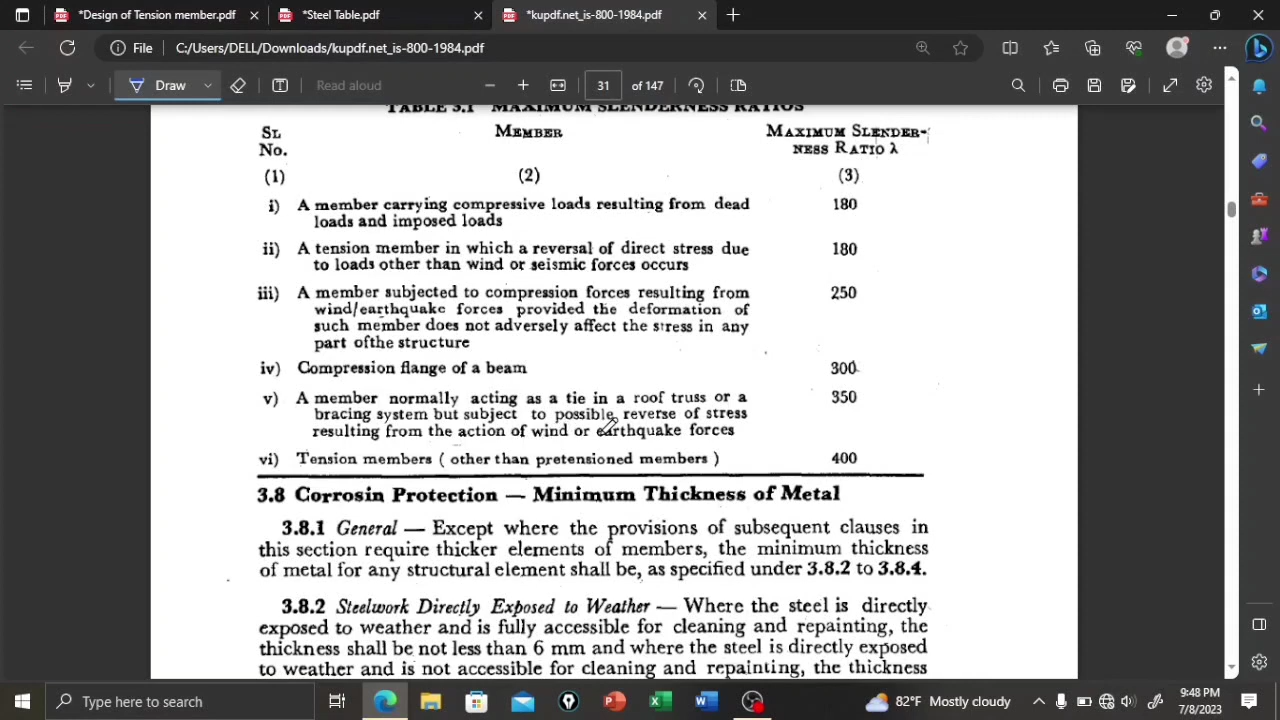 *Design of Tension member.pdf
*Steel Table.pdf
*kupdf.net_is-800-1984.pdf
File
C:/Users/DELL/Downloads/kupdf.net_is-800-1984.pdf
Draw
Read aloud
31
of 147
TABLE 3.1 MAXIMUM SLENDERNESS RATIOS
SL MEMBER MAXIMUM SLENDER-
No. NESS RATIO λ
(1) (2) (3)
i) A member carrying compressive loads resulting from dead 180
loads and imposed loads
ii) A tension member in which a reversal of direct stress due 180
to loads other than wind or seismic forces occurs
iii) A member subjected to compression forces resulting from 250
wind/earthquake forces provided the deformation of
such member does not adversely affect the stress in any
part ofthe structure
iv) Compression flange of a beam 300
v) A member normally acting as a tie in a roof truss or a 350
bracing system but subject to possible reverse of stress
resulting from the action of wind or earthquake forces
vi) Tension members ( other than pretensioned members ) 400
3.8 Corrosin Protection — Minimum Thickness of Metal
3.8.1 General — Except where the provisions of subsequent clauses in
this section require thicker elements of members, the minimum thickness
of metal for any structural element shall be, as specified under 3.8.2 to 3.8.4.
3.8.2 Steelwork Directly Exposed to Weather — Where the steel is directly
exposed to weather and is fully accessible for cleaning and repainting, the
thickness shall be not less than 6 mm and where the steel is directly exposed
to weather and is not accessible for cleaning and repainting, the thickness
Type here to search
82°F Mostly cloudy
9:48 PM
7/8/2023